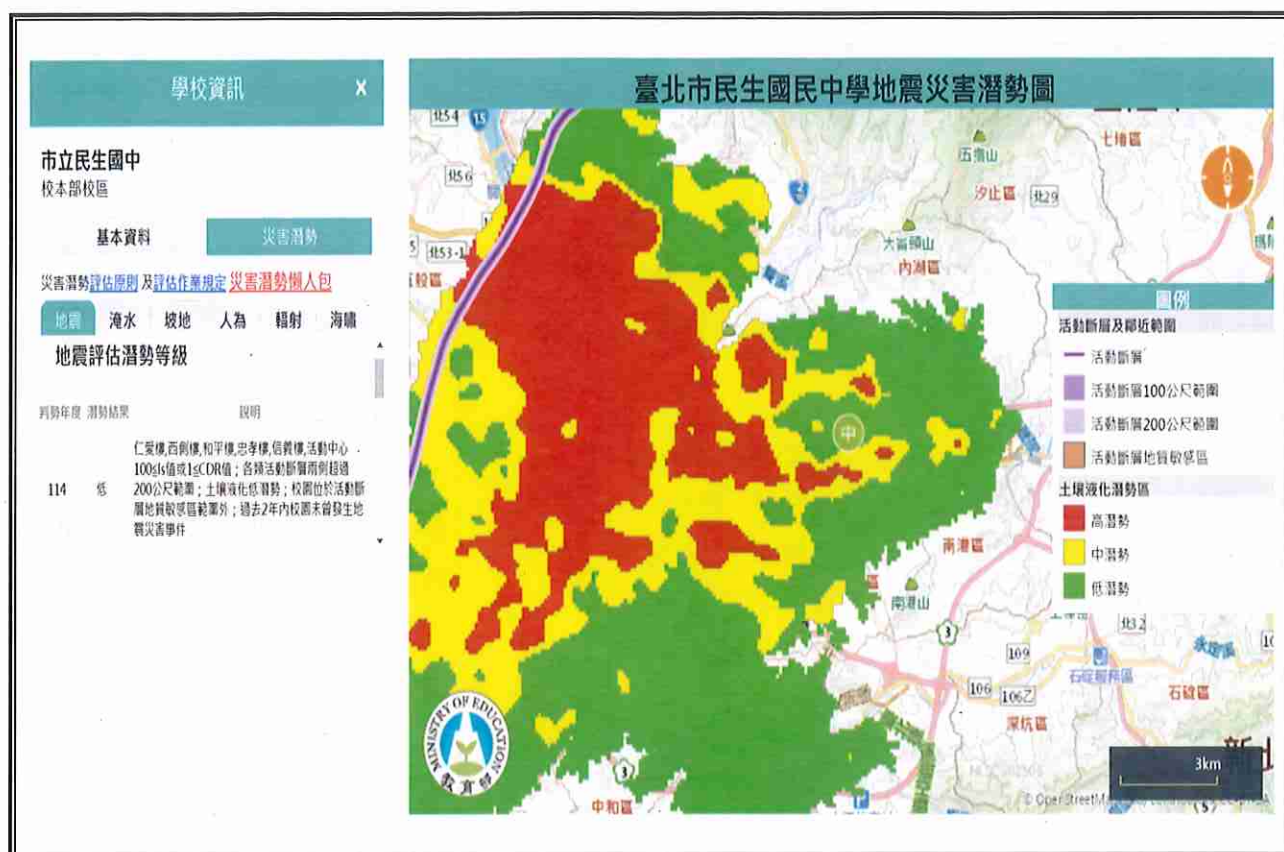 學校資訊 X
市立民生國中
校本部校區
基本資料 災害潛勢
災害潛勢評估原則 及評估作業規定 災害潛勢懶人包
地震 淹水 坡地 人為 輻射 海嘯
地震評估潛勢等級
判勢年度 潛勢結果 說明
仁愛樓,西側樓,和平樓,忠孝樓,信義樓,活動中心
100≤Is值或1≤CDR值；各類活動斷層兩側超過
114 低 200公尺範圍；土壤液化低潛勢；校園位於活動斷
層地質敏感區範圍外；過去2年內校園未曾發生地
震災害事件
臺北市民生國民中學地震災害潛勢圖
北54
15
北56
北53-1
2
七堵區
五指山
汐止區
北29
大崙頭山
內湖區
中
圖例
活動斷層及鄰近範圍
活動斷層
活動斷層100公尺範圍
活動斷層200公尺範圍
活動斷層地質敏感區
土壤液化潛勢區
高潛勢
中潛勢
低潛勢
南港區
南港山
3
北32
109
106
106乙
石碇服務區
石碇區
深坑區
3
中和區
MINISTRY OF EDUCATION
教育部
3km
5